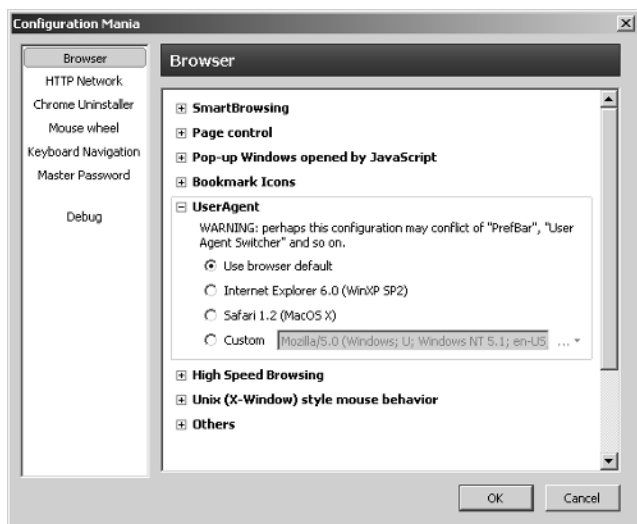 Configuration Mania
Browser
HTTP Network
Chrome Uninstaller
Mouse wheel
Keyboard Navigation
Master Password
Debug
Browser
SmartBrowsing
Page control
Pop-up Windows opened by JavaScript
Bookmark Icons
UserAgent
WARNING: perhaps this configuration may conflict of "PrefBar", "User
Agent Switcher" and so on.
Use browser default
Internet Explorer 6.0 (WinXP SP2)
Safari 1.2 (MacOS X)
Custom Mozilla/5.0 (Windows; U; Windows NT 5.1; en-US ...
High Speed Browsing
Unix (X-Window) style mouse behavior
Others
OK Cancel